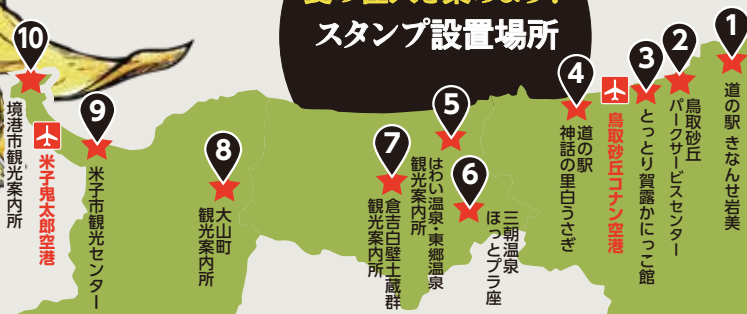 スタンプ設置場所
1
道の駅 きなんせ岩美
2
鳥取砂丘
パークサービスセンター
3
とっとり賀露かにっこ館
鳥取砂丘コナン空港
4
道の駅
神話の里白うさぎ
5
はわい温泉・東郷温泉
観光案内所
6
三朝温泉
ほっとプラ座
7
倉吉白壁土蔵群
観光案内所
8
大山町
観光案内所
9
米子市観光センター
米子鬼太郎空港
10
境港市観光案内所